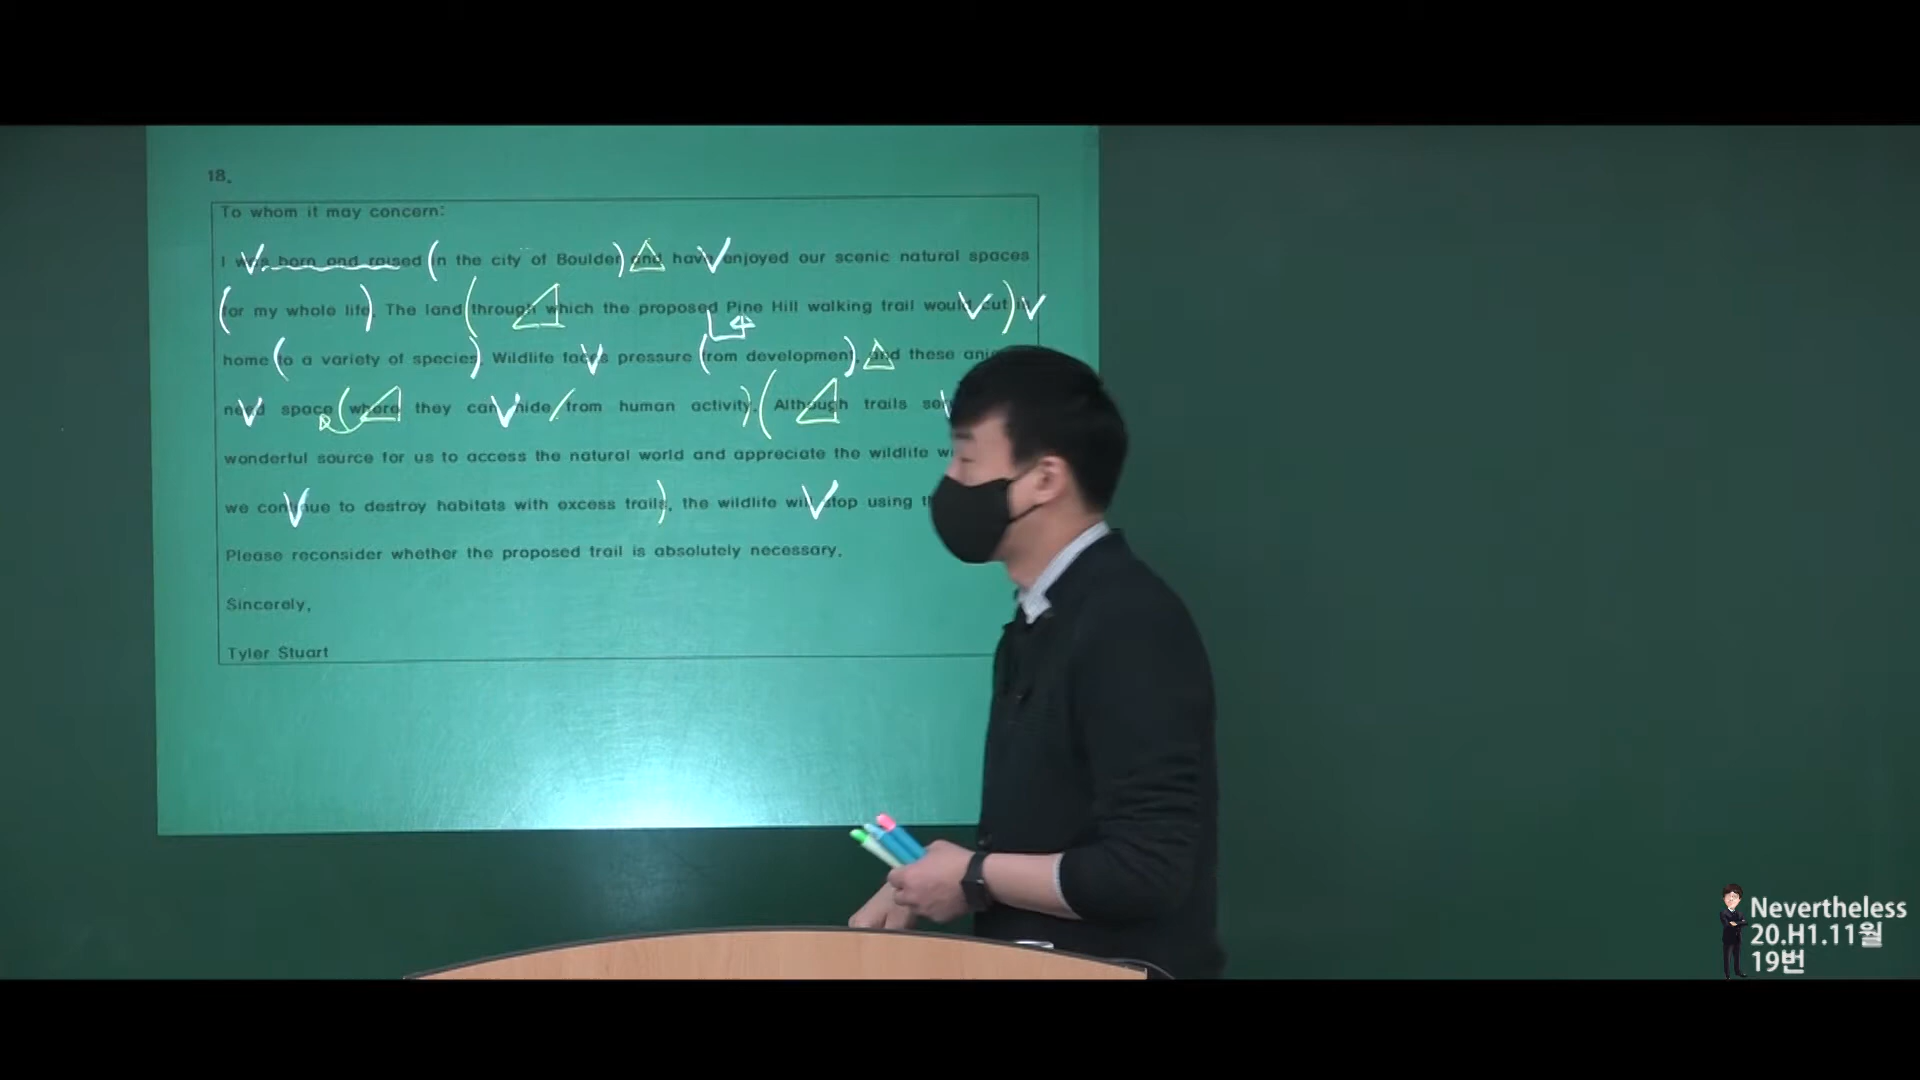 18.
To whom it may concern:
I was born and raised in the city of Boulder and have enjoyed our scenic natural spaces
for my whole life. The land through which the proposed Pine Hill walking trail would cut
home to a variety of species. Wildlife faces pressure from development, and these
need space where they can hide from human activity. Although trails
wonderful source for us to access the natural world and appreciate the wildlife
we continue to destroy habitats with excess trails, the wildlife will stop using
Please reconsider whether the proposed trail is absolutely necessary.
Sincerely,
Tyler Stuart
Nevertheless
20.H1.11월
19번